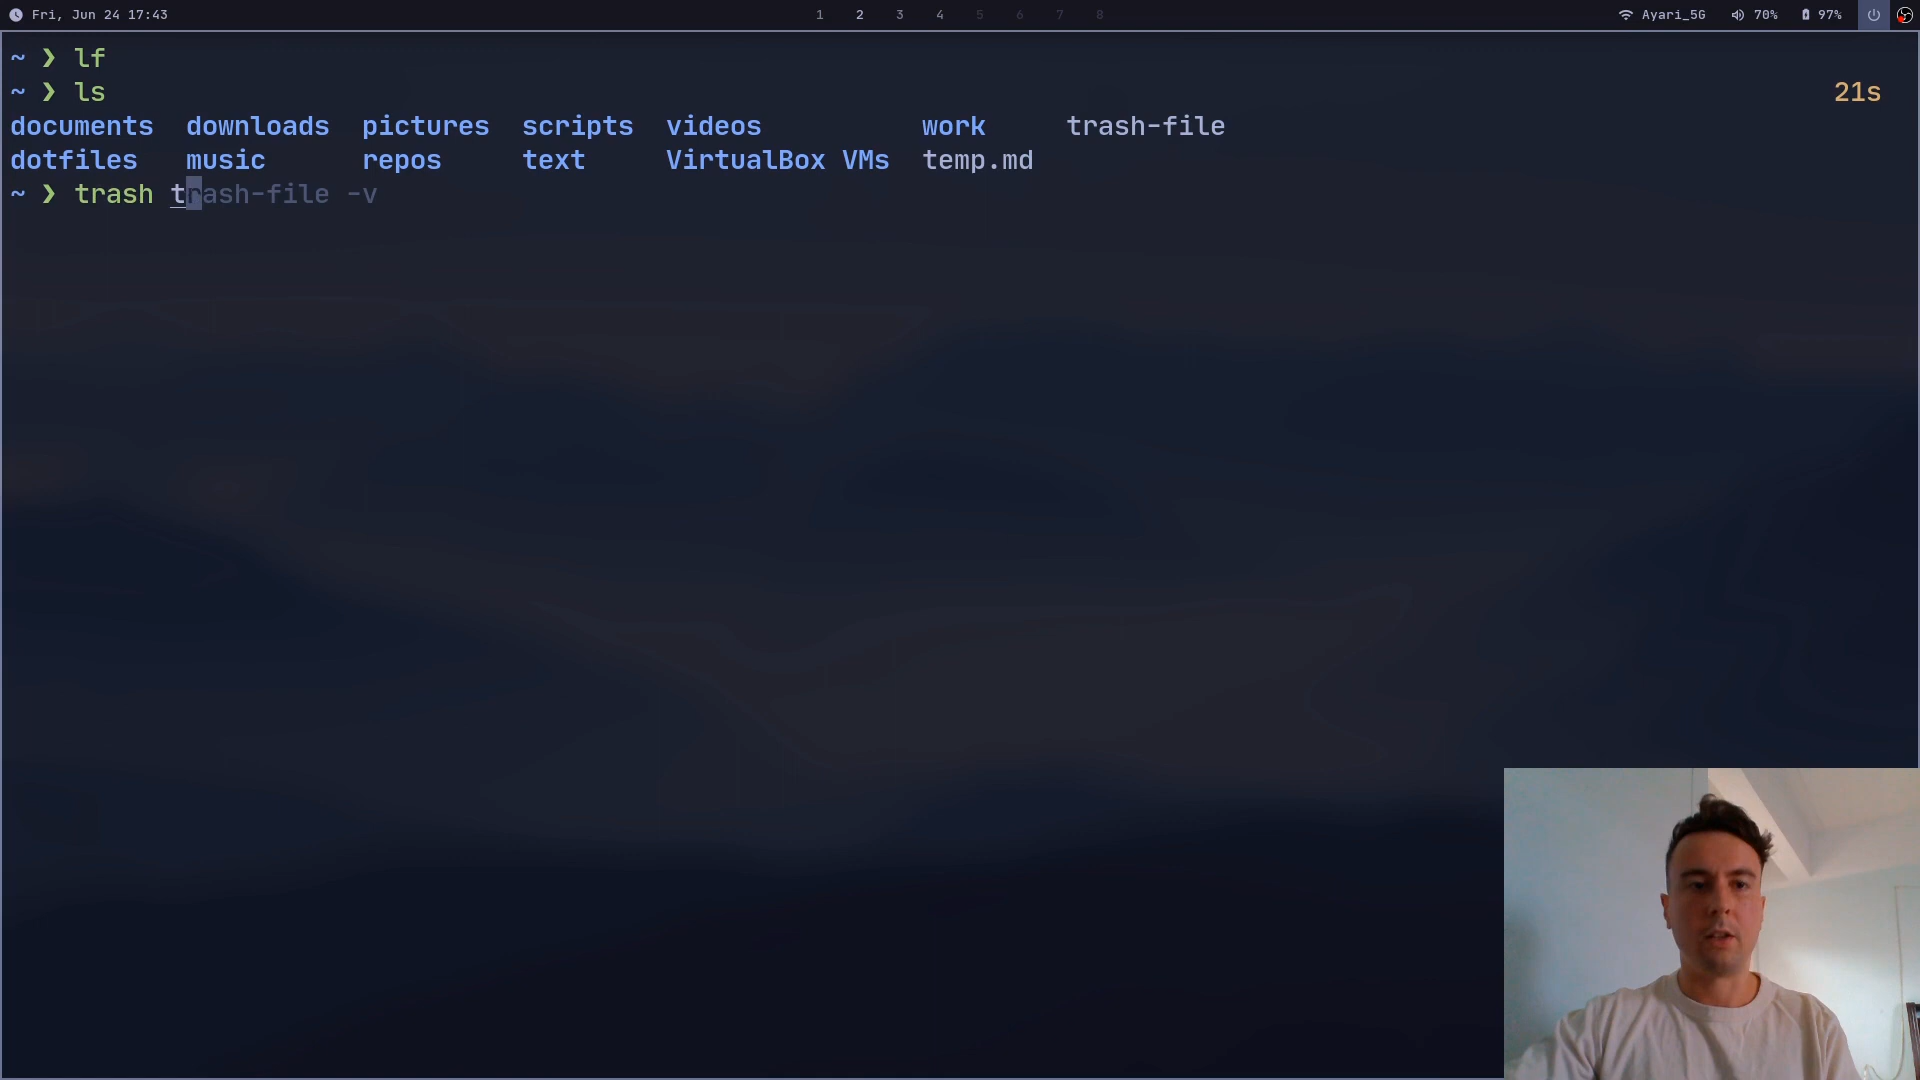 Fri, Jun 24 17:43 1 2 3 4 5 6 7 8 Ayari_5G 70% 97%
~ ❯ lf
~ ❯ ls 21s
documents downloads pictures scripts videos work trash-file
dotfiles music repos text VirtualBox VMs temp.md
~ ❯ trash trash-file -v